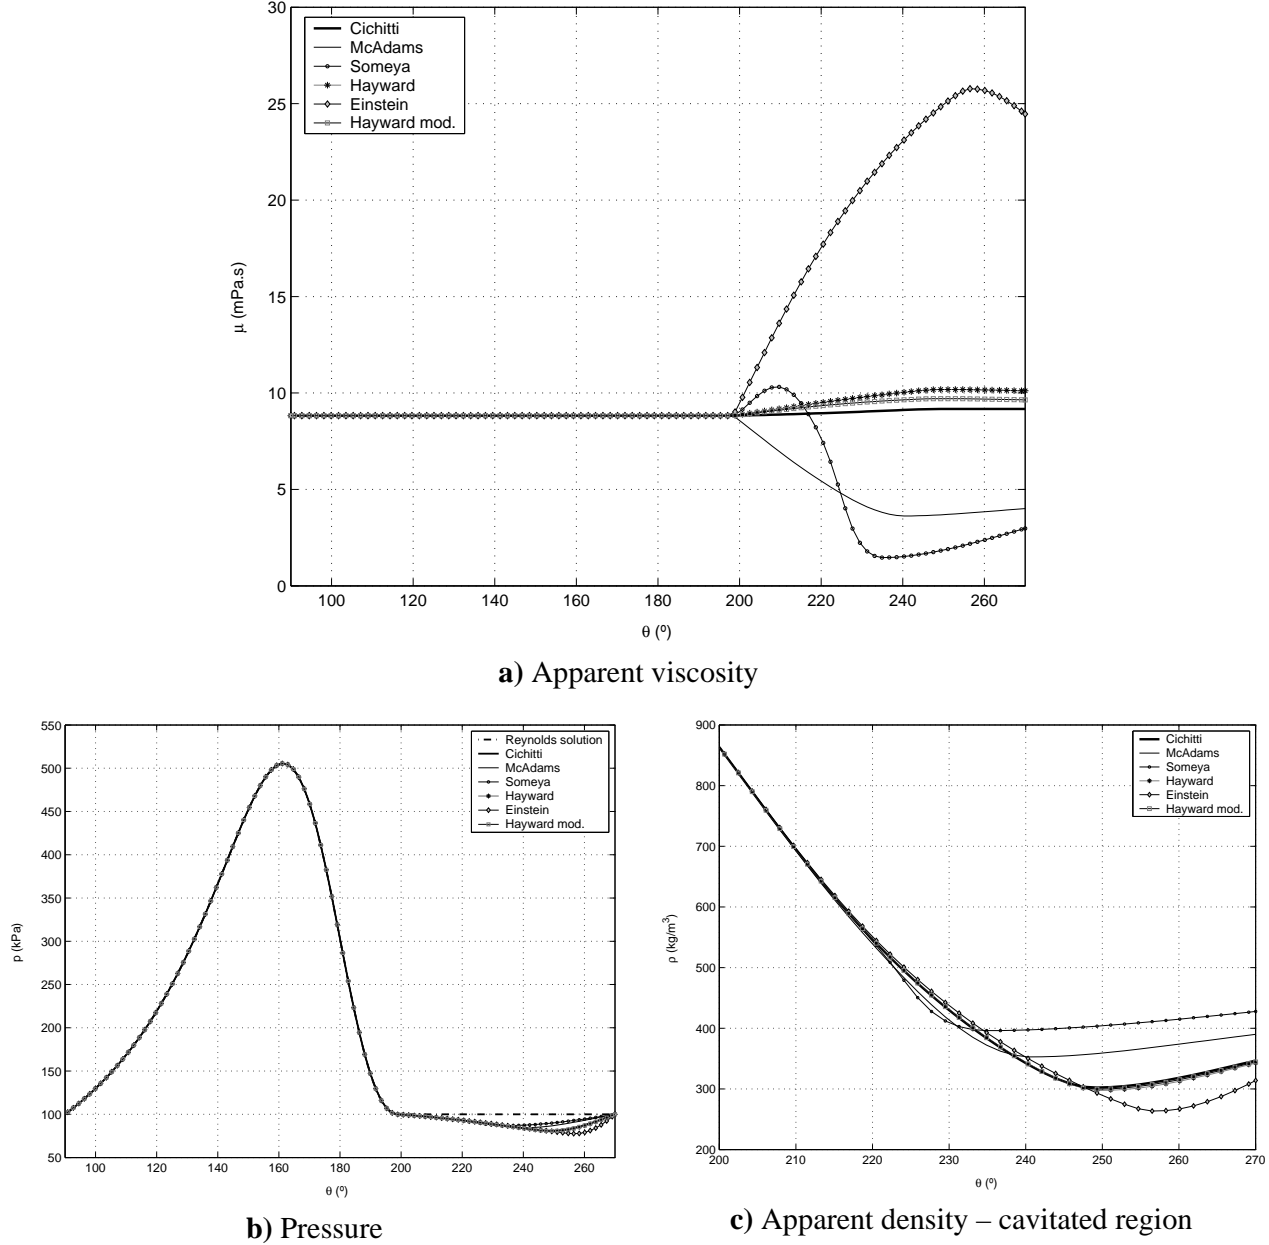 30
25
20
15
10
5
0
μ (mPa.s)
Cichitti
McAdams
Someya
Hayward
Einstein
Hayward mod.
100 120 140 160 180 200 220 240 260
θ (º)
a) Apparent viscosity
550
500
450
400
350
300
250
200
150
100
50
p (kPa)
Reynolds solution
Cichitti
McAdams
Someya
Hayward
Einstein
Hayward mod.
100 120 140 160 180 200 220 240 260
θ (º)
b) Pressure
900
800
700
600
500
400
300
200
ρ (kg/m³)
Cichitti
McAdams
Someya
Hayward
Einstein
Hayward mod.
200 210 220 230 240 250 260 270
θ (º)
c) Apparent density – cavitated region